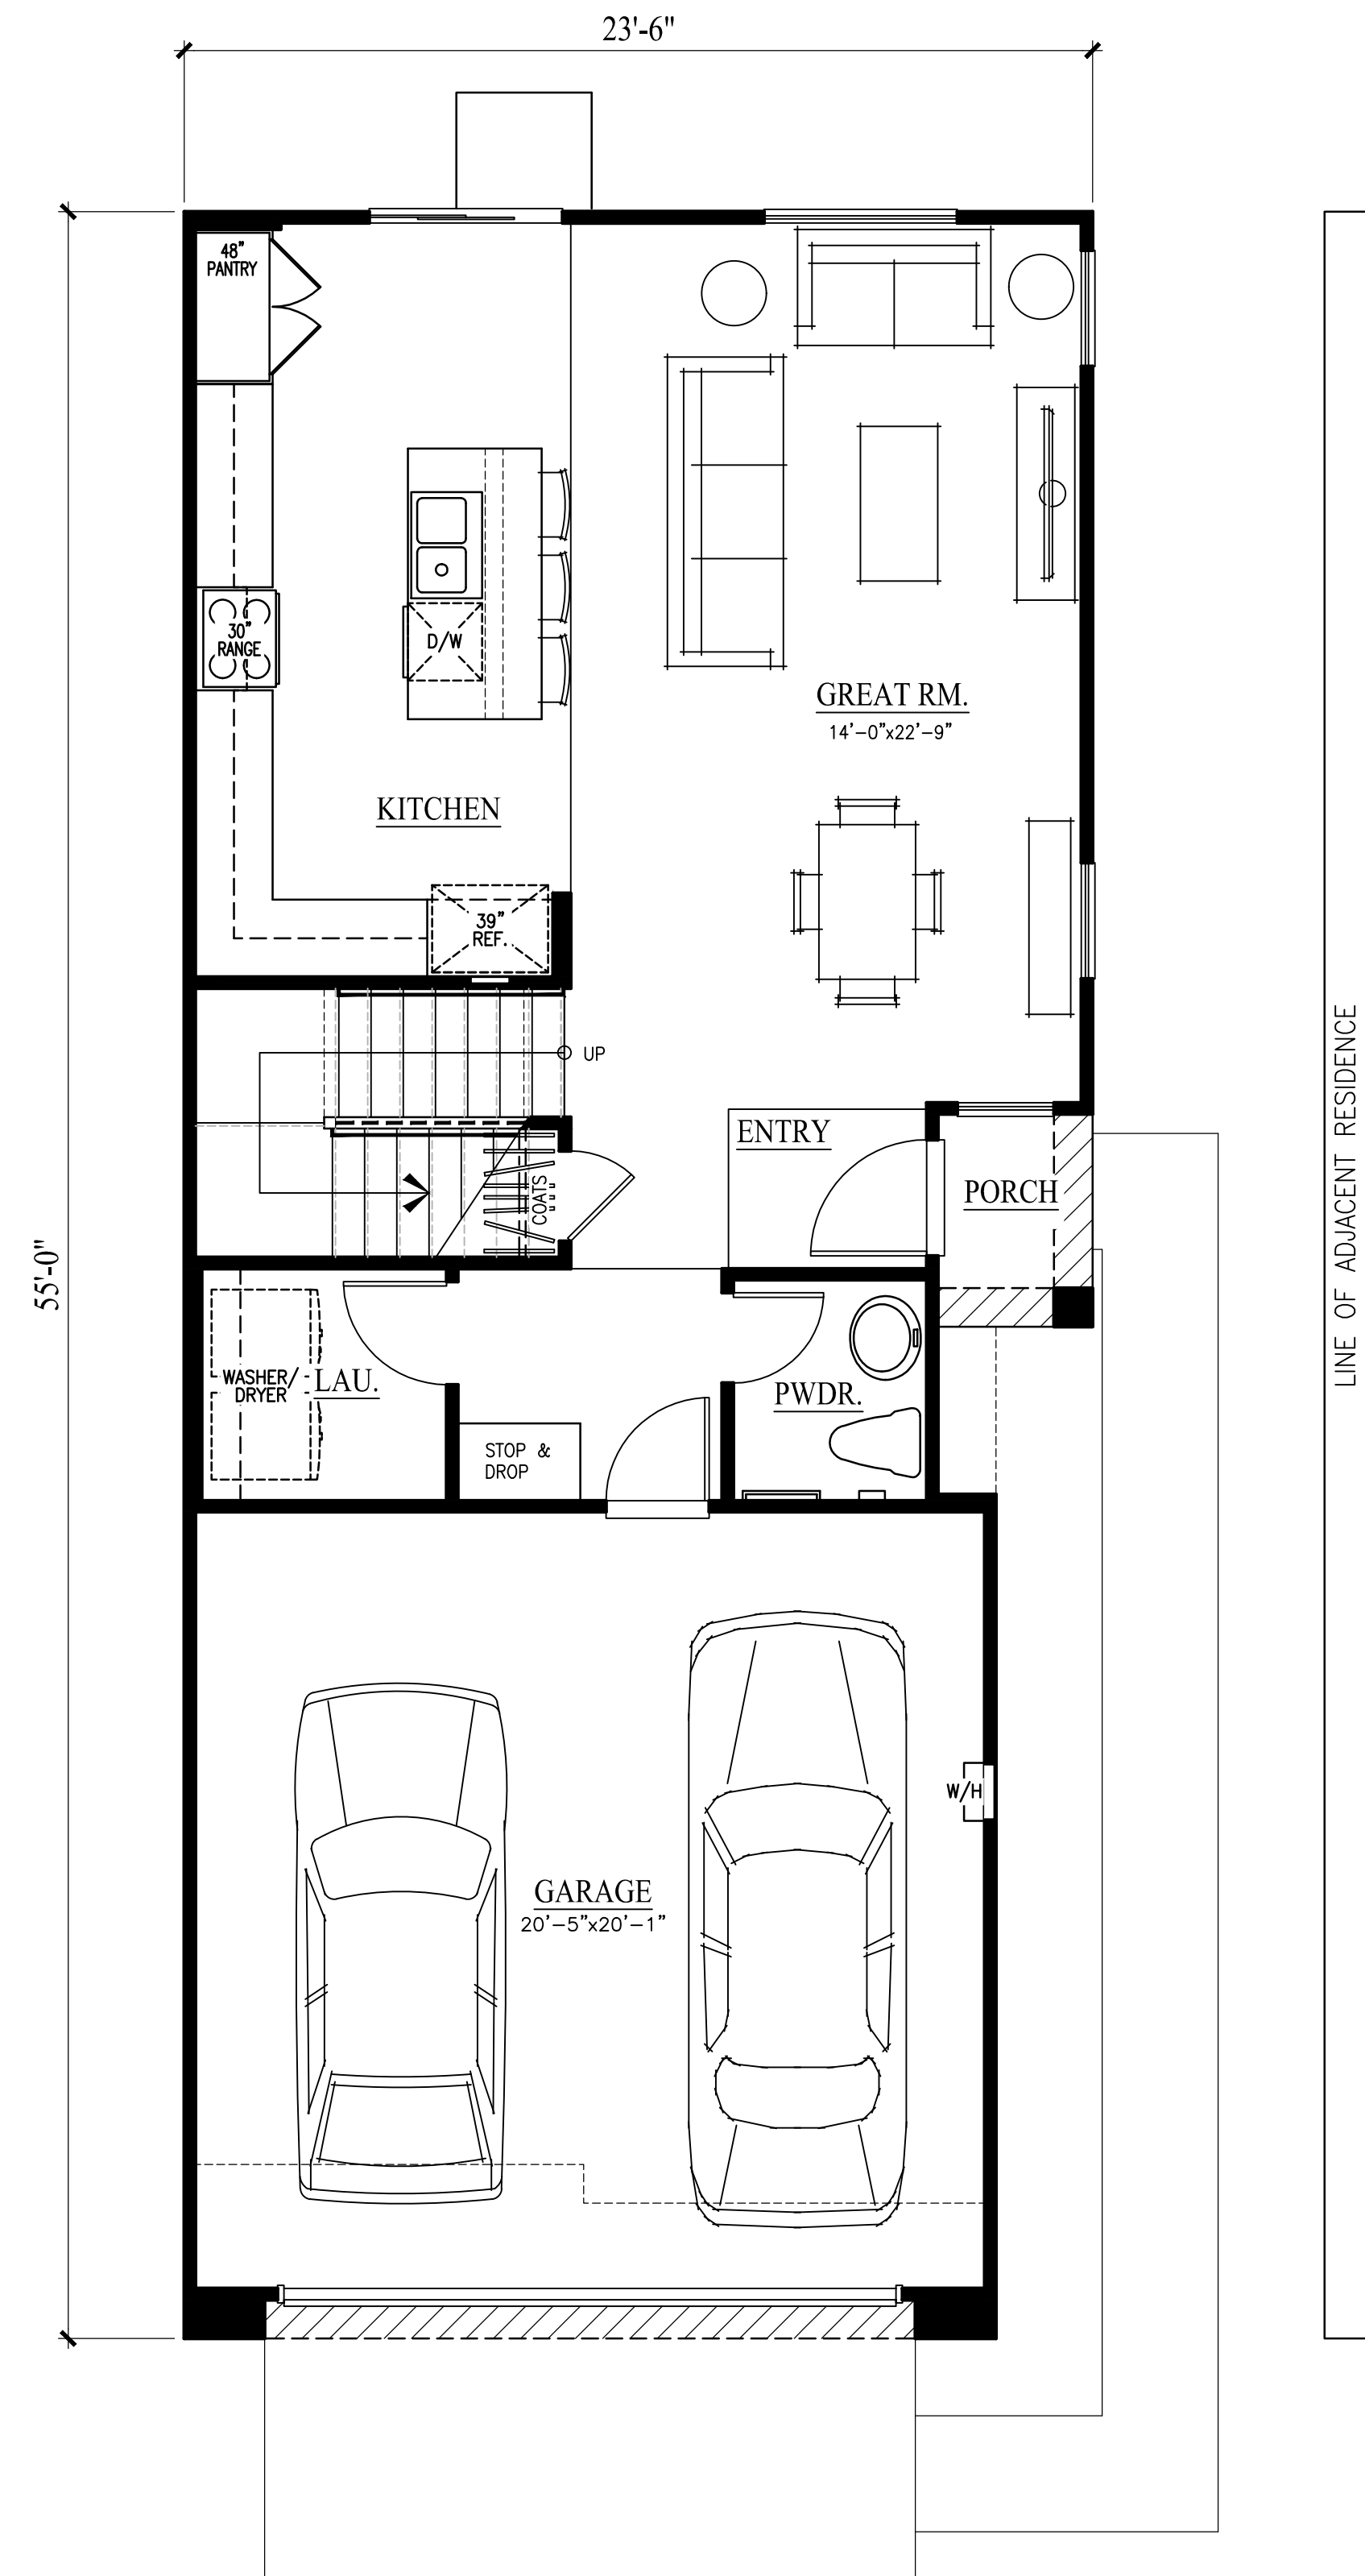 23'-6"
48"
PANTRY
30"
RANGE
D/W
GREAT RM.
14'-0"x22'-9"
KITCHEN
39"
REF.
UP
ENTRY
COATS
PORCH
LINE OF ADJACENT RESIDENCE
55'-0"
WASHER/
DRYER
LAU.
PWDR.
STOP &
DROP
W/H
GARAGE
20'-5"x20'-1"